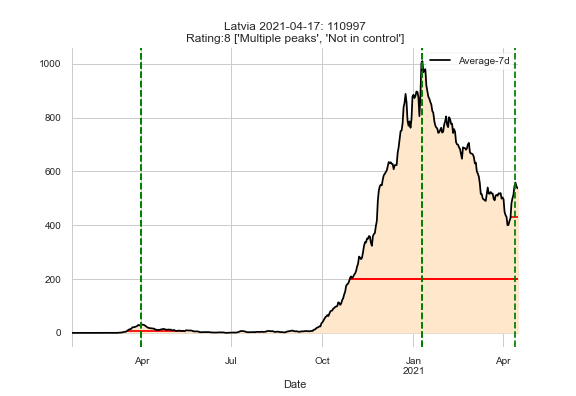 Latvia 2021-04-17: 110997
Rating:8 ['Multiple peaks', 'Not in control']
Average-7d
1000
800
600
400
200
0
Apr
Jul
Oct
Jan
2021
Apr
Date